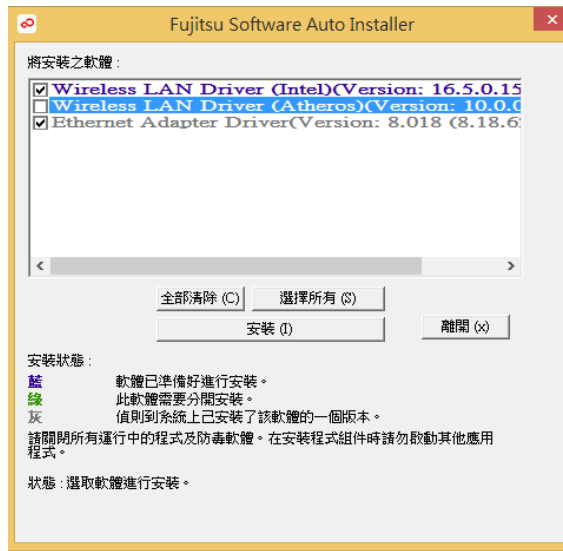 Fujitsu Software Auto Installer
將安裝之軟體 :
Wireless LAN Driver (Intel)(Version: 16.5.0.15
Wireless LAN Driver (Atheros)(Version: 10.0.0
Ethernet Adapter Driver(Version: 8.018 (8.18.6
全部清除 (C) 選擇所有 (S)
安裝 (I) 離開 (x)
安裝狀態 :
藍 軟體已準備好進行安裝。
綠 此軟體需要分開安裝。
灰 偵測到系統上已安裝了該軟體的一個版本。
請關閉所有運行中的程式及防毒軟體。在安裝程式組件時請勿啟動其他應用
程式。
狀態 : 選取軟體進行安裝。